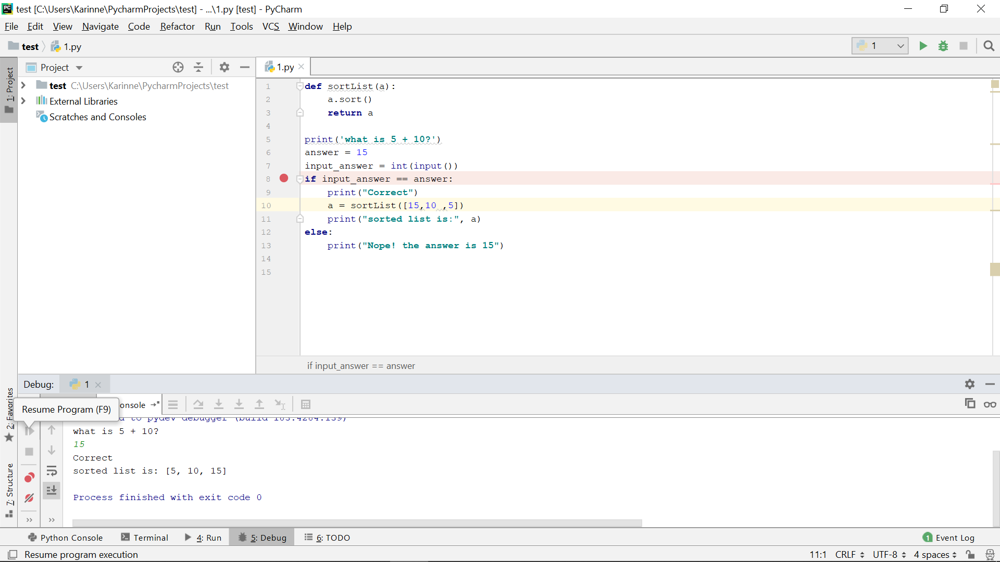 test [C:\Users\Karinne\PycharmProjects\test] - ...\1.py [test] - PyCharm
File Edit View Navigate Code Refactor Run Tools VCS Window Help
test 1.py 1
Project 1.py
1: Project
test C:\Users\Karinne\PycharmProjects\test
External Libraries
Scratches and Consoles
1 def sortList(a):
2 a.sort()
3 return a
4
5 print('what is 5 + 10?')
6 answer = 15
7 input_answer = int(input())
8 if input_answer == answer:
9 print("Correct")
10 a = sortList([15,10 ,5])
11 print("sorted list is:", a)
12 else:
13 print("Nope! the answer is 15")
14
15
if input_answer == answer
Debug: 1
2: Favorites
7: Structure
Resume Program (F9)
onsole
to pydev debugger (build 183.4284.139)
what is 5 + 10?
15
Correct
sorted list is: [5, 10, 15]
Process finished with exit code 0
Python Console Terminal 4: Run 5: Debug 6: TODO 1 Event Log
Resume program execution 11:1 CRLF UTF-8 4 spaces